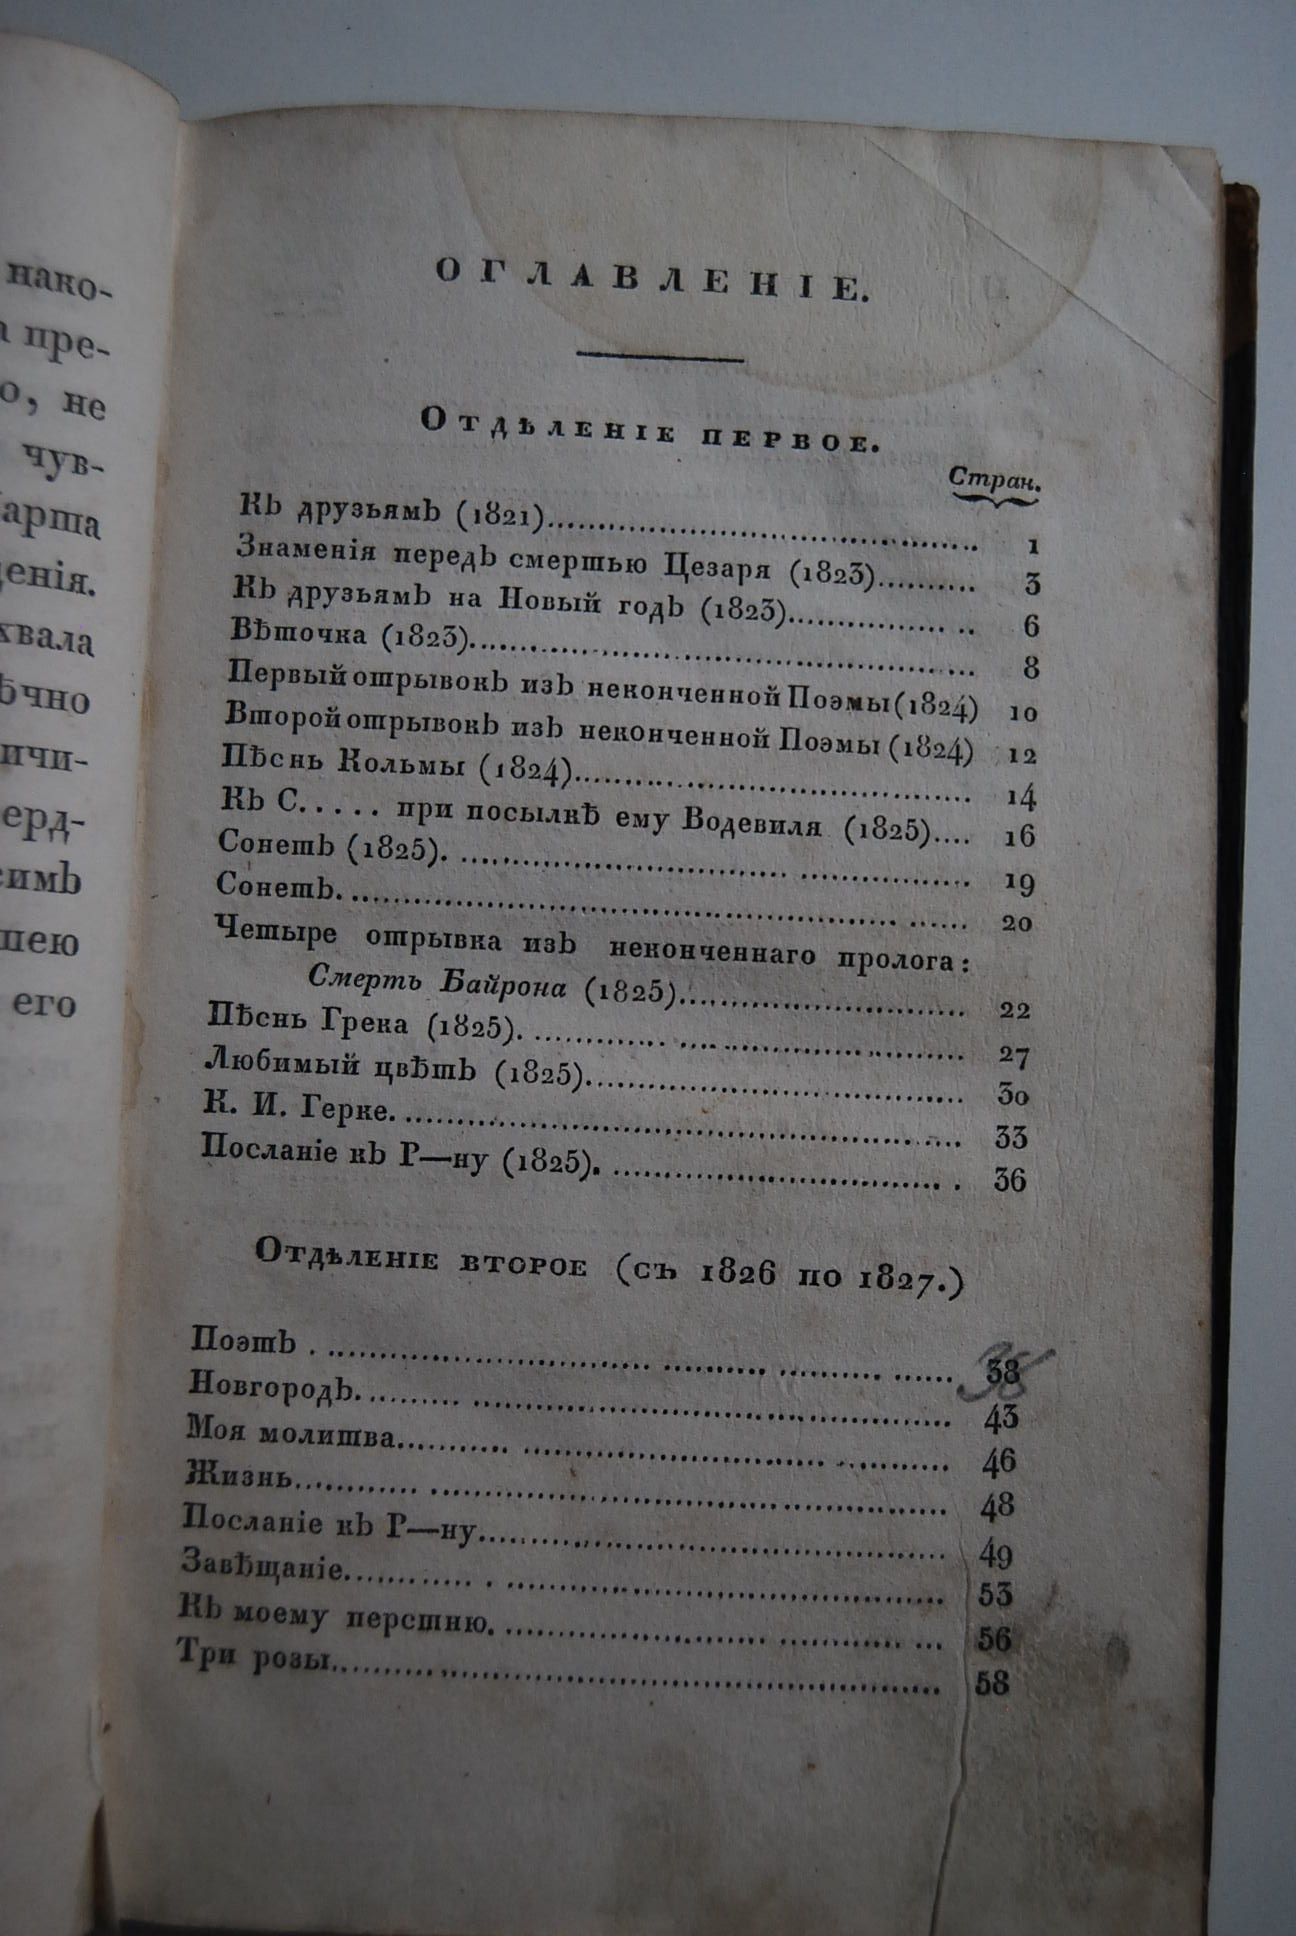 нако-
пре-
не
чув-
арта
денія.
хвала
ѣчно
ичи-
ерд-
симъ
пею
его
ОГЛАВЛЕНІЕ.
Отдѣленіе первое.
Стран.
Къ друзьямъ (1821)........ 1
Знаменія передъ смертью Цезаря (1823)........ 3
Къ друзьямъ на Новый годъ (1823)........ 6
Вѣточка (1823)........ 8
Первый отрывокъ изъ неконченной Поэмы (1824) 10
Второй отрывокъ изъ неконченной Поэмы (1824) 12
Пѣснь Кольмы (1824)........ 14
Къ С..... при посылкѣ ему Водевиля (1825).... 16
Сонетъ (1825). ........ 19
Сонетъ. ........ 20
Четыре отрывка изъ неконченнаго пролога:
Смерть Байрона (1825)........ 22
Пѣснь Грека (1825). ........ 27
Любимый цвѣтъ (1825)........ 30
К. И. Герке. ........ 33
Посланіе къ Р—ну (1825). ........ 36
Отдѣленіе второе (съ 1826 по 1827.)
Поэтъ . ........ 38
Новгородъ. ........ 43
Моя молитва........ 46
Жизнь........ 48
Посланіе къ Р—ну........ 49
Завѣщаніе........ 53
Къ моему перстню. ........ 56
Три розы........ 58